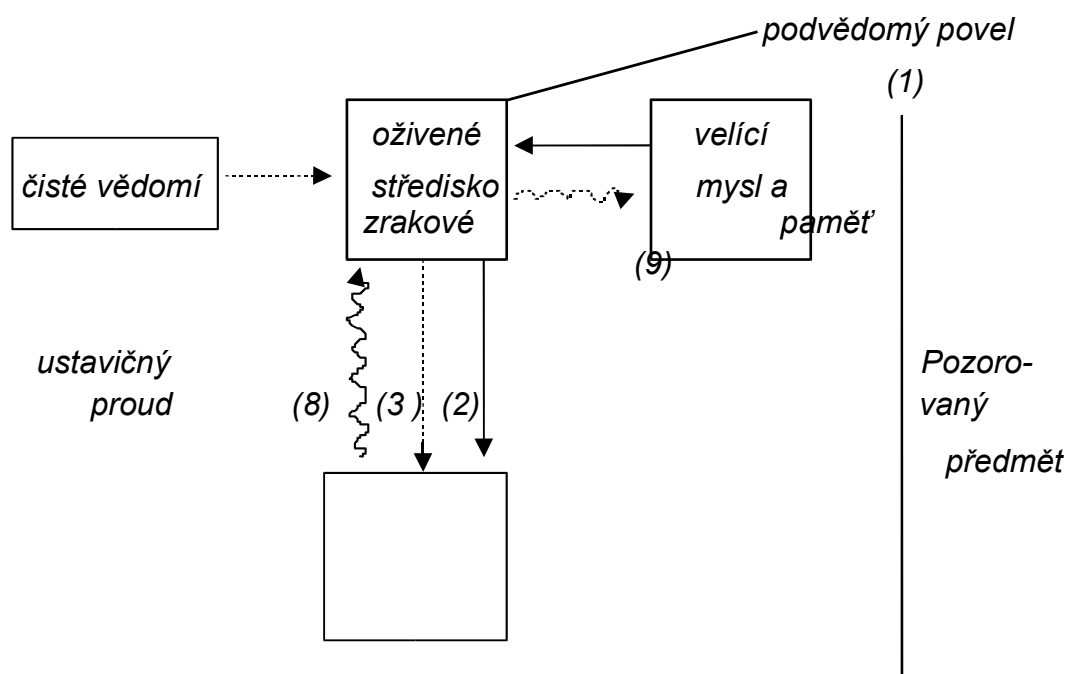 podvědomý povel
(1)
čisté vědomí
oživené
středisko
zrakové
velící
mysl a
paměť
(9)
ustavičný
proud
(8) (3 ) (2)
Pozoro-
vaný
předmět